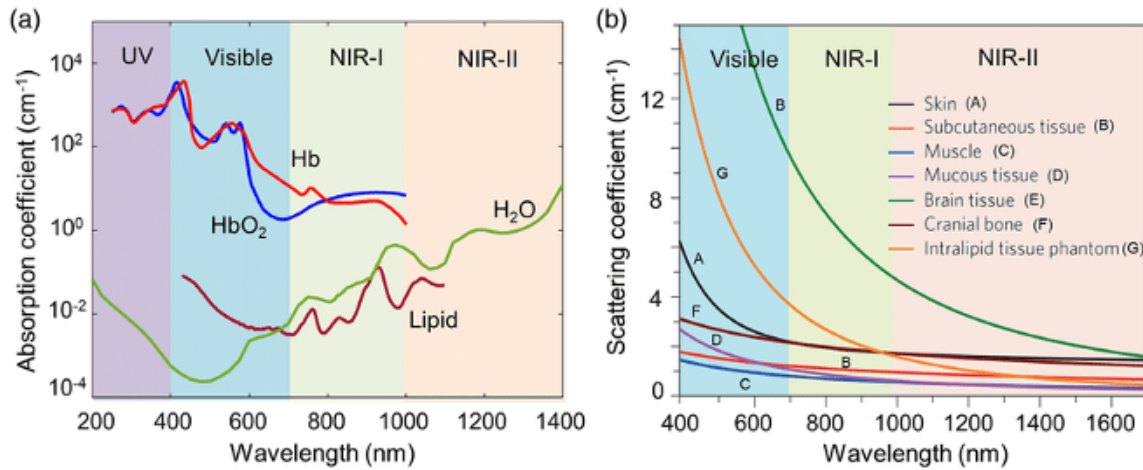 (a)
UV Visible NIR-I NIR-II
10⁴
10²
10⁰
10⁻²
10⁻⁴
Absorption coefficient (cm⁻¹)
Hb
HbO₂
H₂O
Lipid
200 400 600 800 1000 1200 1400
Wavelength (nm)
(b)
Visible NIR-I NIR-II
12
8
4
0
Scattering coefficient (cm⁻¹)
B
G
A
F
D
B
C
Skin (A)
Subcutaneous tissue (B)
Muscle (C)
Mucous tissue (D)
Brain tissue (E)
Cranial bone (F)
Intralipid tissue phantom(G)
400 600 800 1000 1200 1400 1600
Wavelength (nm)